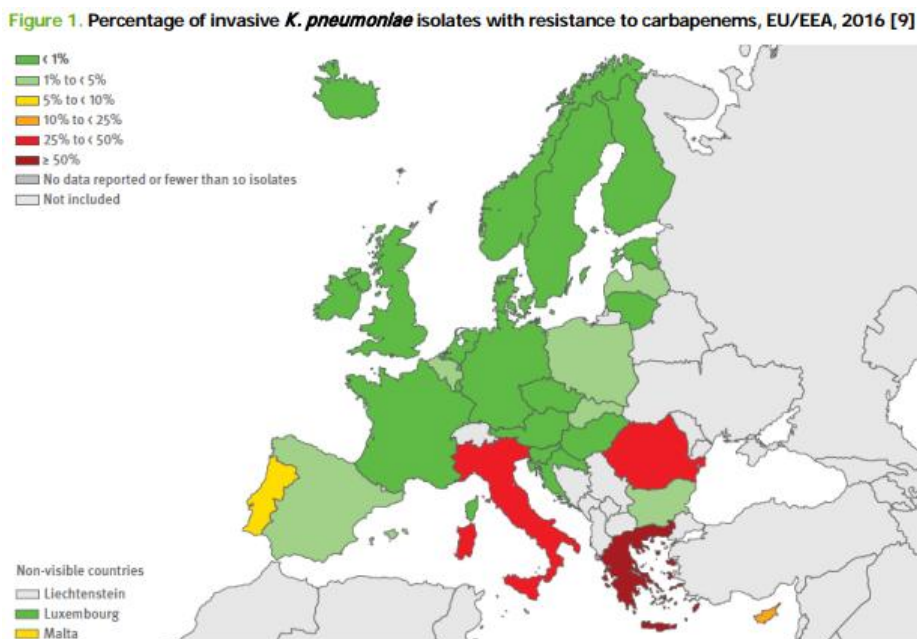 Figure 1. Percentage of invasive K. pneumoniae isolates with resistance to carbapenems, EU/EEA, 2016 [9]
< 1%
1% to < 5%
5% to < 10%
10% to < 25%
25% to < 50%
≥ 50%
No data reported or fewer than 10 isolates
Not included
Non-visible countries
Liechtenstein
Luxembourg
Malta